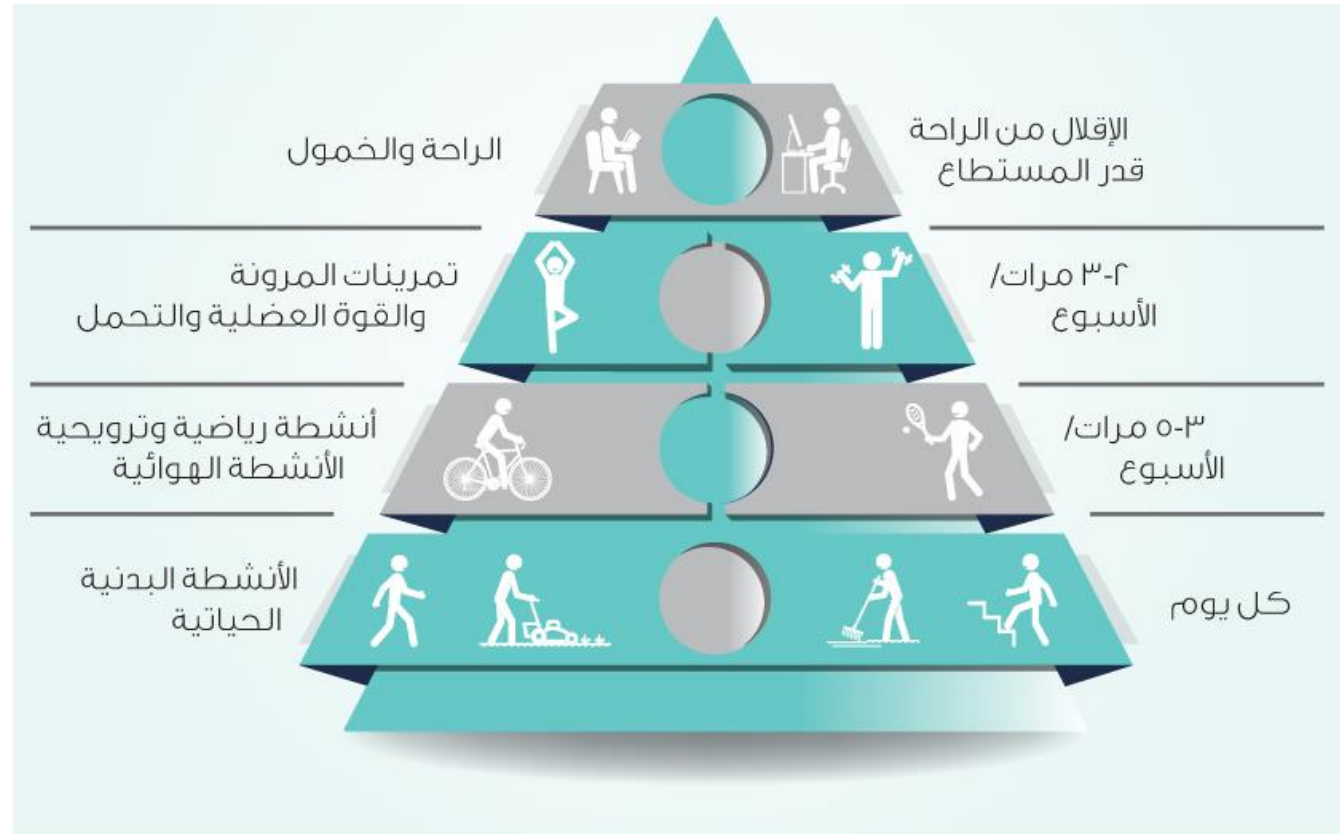 الإقلال من الراحة
قدر المستطاع
الراحة والخمول
٢-٣ مرات/
الأسبوع
تمرينات المرونة
والقوة العضلية والتحمل
٣-٥ مرات/
الأسبوع
أنشطة رياضية وترويحية
الأنشطة الهوائية
كل يوم
الأنشطة البدنية
الحياتية